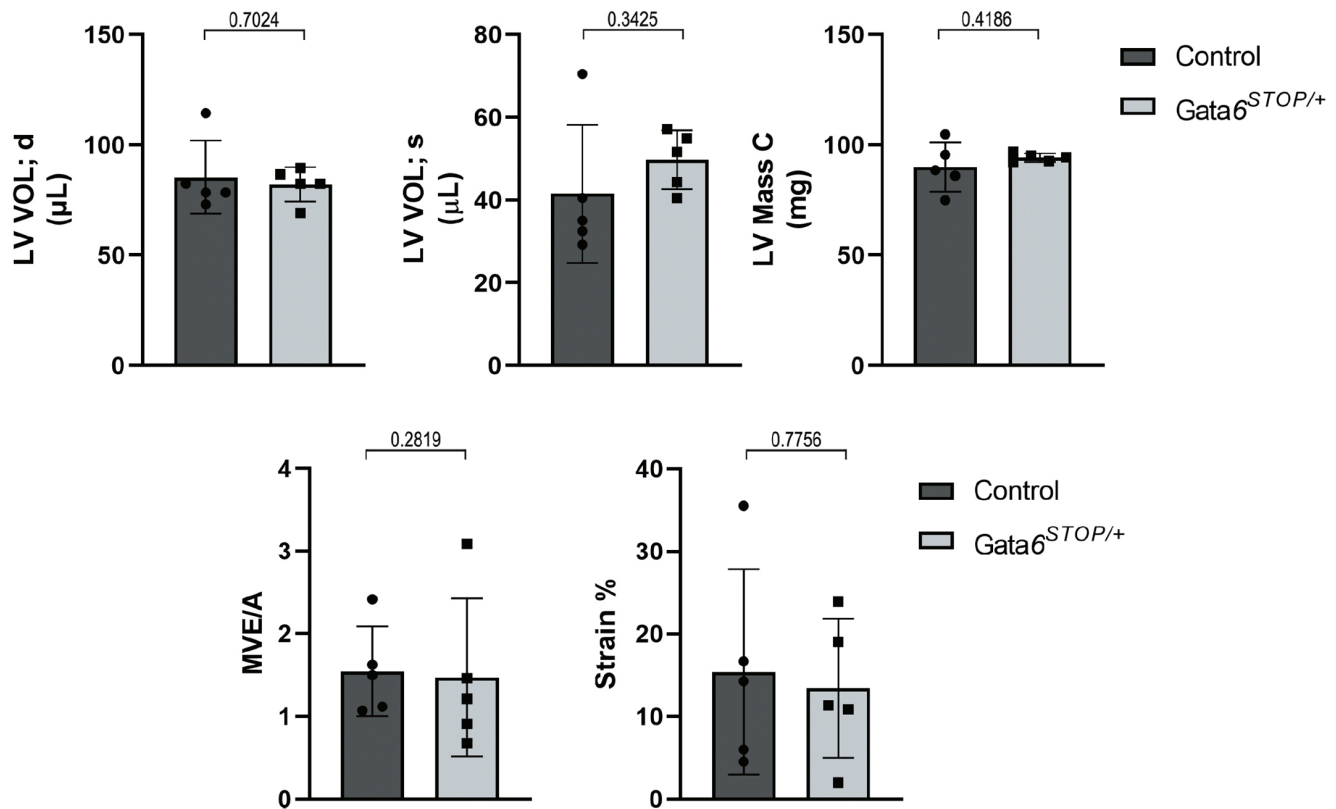 0.7024
0.3425
0.4186
150
100
50
0
LV VOL; d
(µL)
80
60
40
20
0
LV VOL; s
(µL)
150
100
50
0
LV Mass C
(mg)
Control
Gata6STOP/+
0.2819
0.7756
4
3
2
1
0
MVE/A
40
30
20
10
0
Strain %
Control
Gata6STOP/+